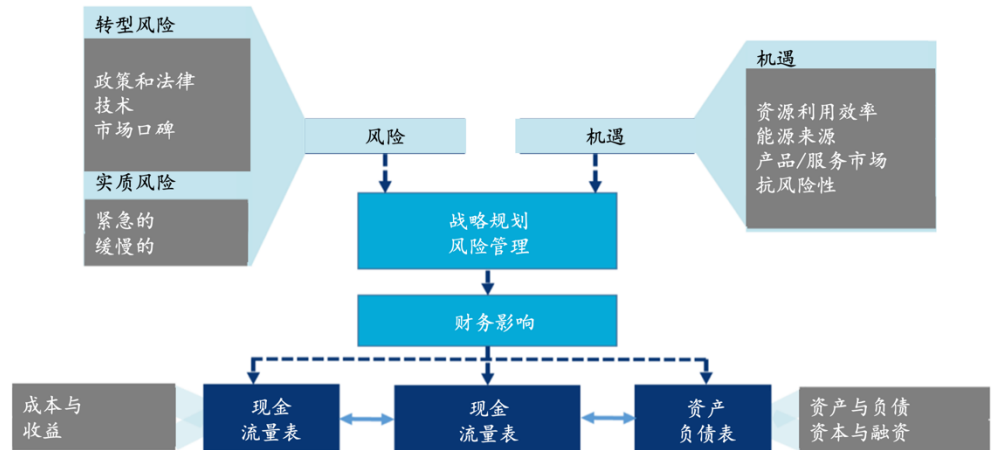 转型风险
政策和法律
技术
市场口碑
实质风险
紧急的
缓慢的
风险
机遇
机遇
资源利用效率
能源来源
产品/服务市场
抗风险性
战略规划
风险管理
财务影响
成本与
收益
现金
流量表
现金
流量表
资产
负债表
资产与负债
资本与融资